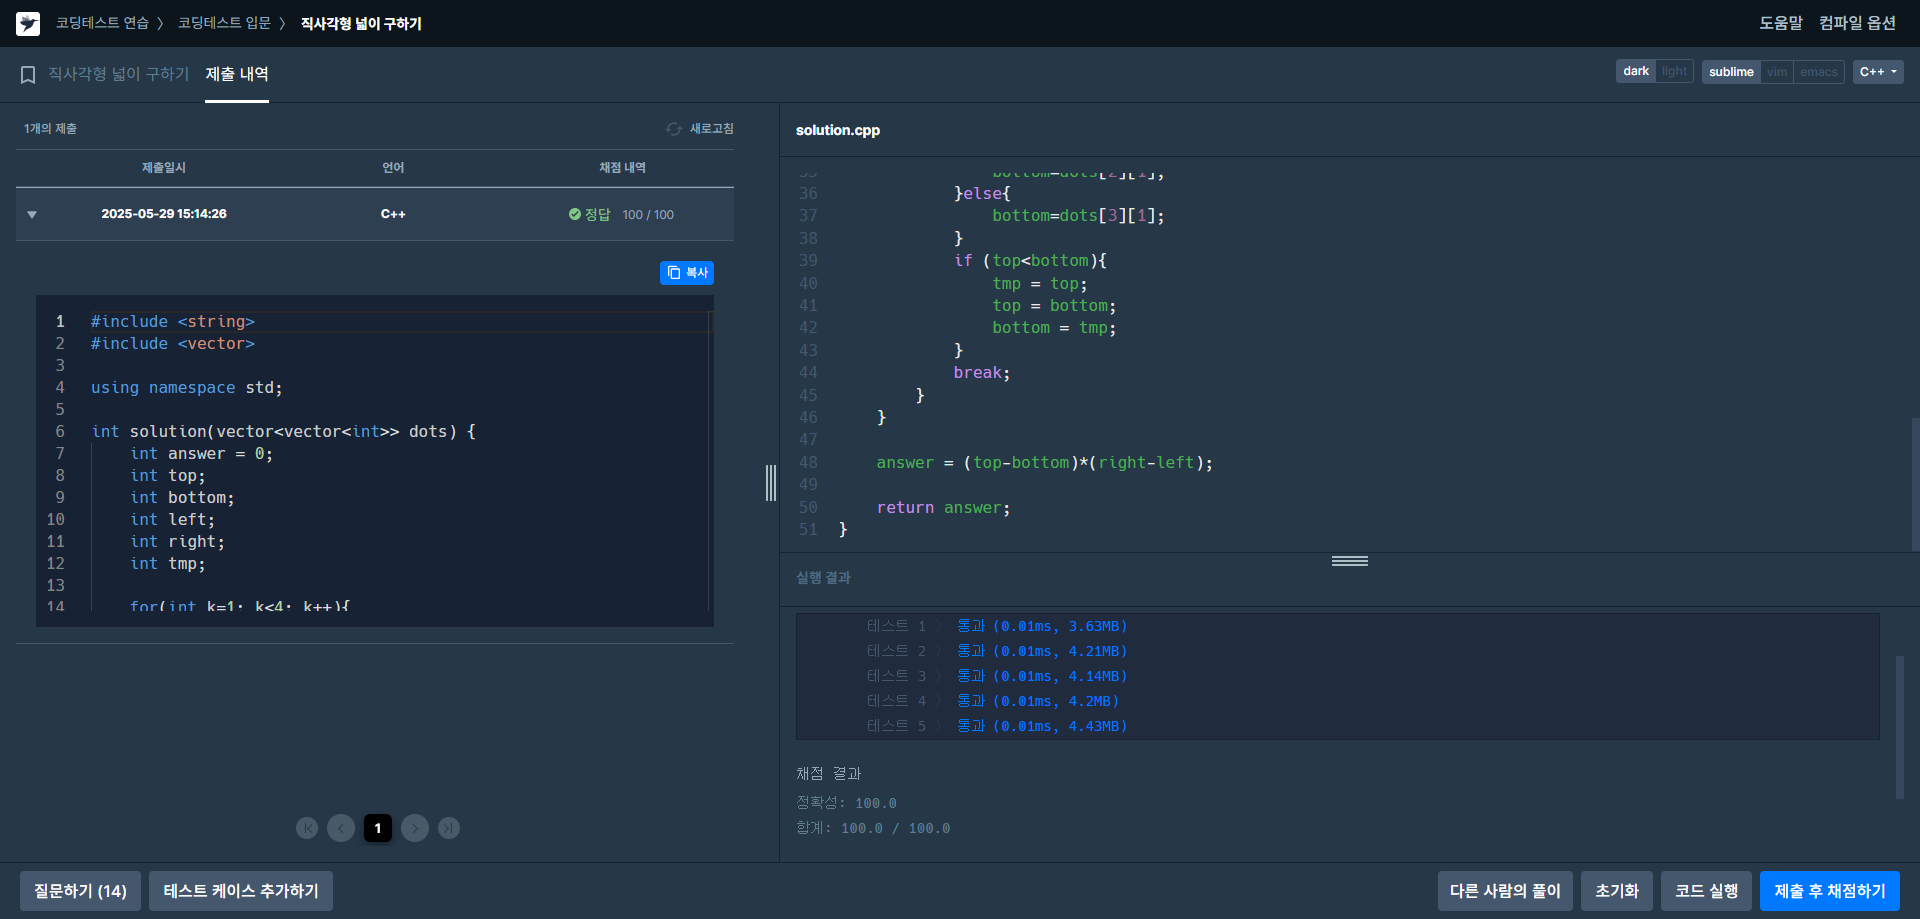 코딩테스트 연습 〉 코딩테스트 입문 〉 직사각형 넓이 구하기
도움말 컴파일 옵션
직사각형 넓이 구하기 제출 내역
dark light sublime vim emacs C++
1개의 제출 새로고침
제출일시 언어 채점 내역
2025-05-29 15:14:26 C++ 정답 100 / 100
복사
1 #include <string>
2 #include <vector>
3
4 using namespace std;
5
6 int solution(vector<vector<int>> dots) {
7     int answer = 0;
8     int top;
9     int bottom;
10     int left;
11     int right;
12     int tmp;
13
14     for(int k=1; k<4; k++){
1
질문하기 (14) 테스트 케이스 추가하기
solution.cpp
35                 bottom=dots[2][1];
36             }else{
37                 bottom=dots[3][1];
38             }
39             if (top<bottom){
40                 tmp = top;
41                 top = bottom;
42                 bottom = tmp;
43             }
44             break;
45         }
46     }
47
48     answer = (top-bottom)*(right-left);
49
50     return answer;
51 }
실행 결과
테스트 1 〉 통과 (0.01ms, 3.63MB)
테스트 2 〉 통과 (0.01ms, 4.21MB)
테스트 3 〉 통과 (0.01ms, 4.14MB)
테스트 4 〉 통과 (0.01ms, 4.2MB)
테스트 5 〉 통과 (0.01ms, 4.43MB)
채점 결과
정확성: 100.0
합계: 100.0 / 100.0
다른 사람의 풀이 초기화 코드 실행 제출 후 채점하기